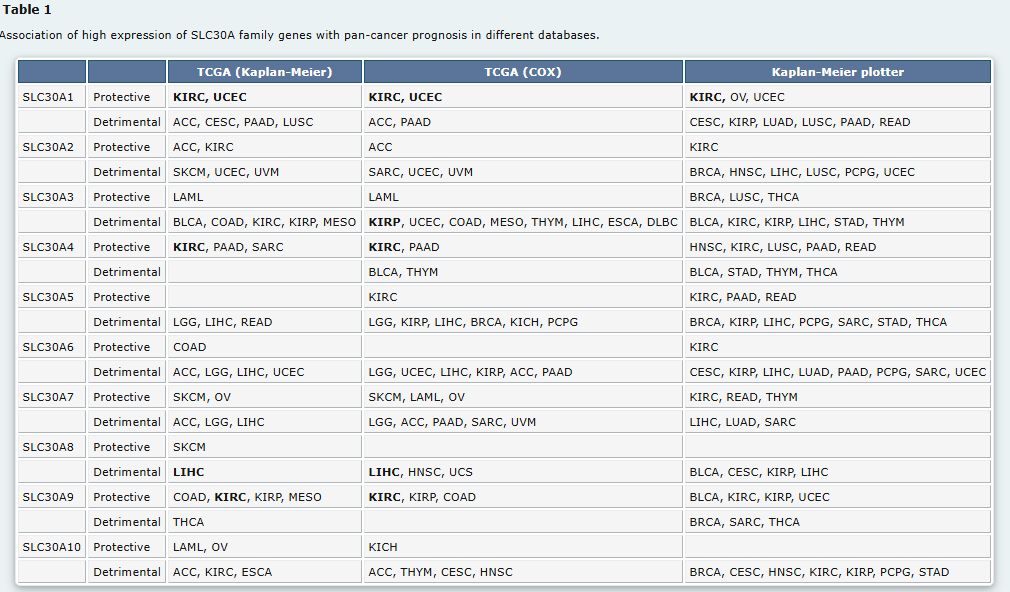 Table 1
Association of high expression of SLC30A family genes with pan-cancer prognosis in different databases.
TCGA (Kaplan-Meier) TCGA (COX) Kaplan-Meier plotter
SLC30A1 Protective KIRC, UCEC KIRC, UCEC KIRC, OV, UCEC
Detrimental ACC, CESC, PAAD, LUSC ACC, PAAD CESC, KIRP, LUAD, LUSC, PAAD, READ
SLC30A2 Protective ACC, KIRC ACC KIRC
Detrimental SKCM, UCEC, UVM SARC, UCEC, UVM BRCA, HNSC, LIHC, LUSC, PCPG, UCEC
SLC30A3 Protective LAML LAML BRCA, LUSC, THCA
Detrimental BLCA, COAD, KIRC, KIRP, MESO KIRP, UCEC, COAD, MESO, THYM, LIHC, ESCA, DLBC BLCA, KIRC, KIRP, LIHC, STAD, THYM
SLC30A4 Protective KIRC, PAAD, SARC KIRC, PAAD HNSC, KIRC, LUSC, PAAD, READ
Detrimental BLCA, THYM BLCA, STAD, THYM, THCA
SLC30A5 Protective KIRC KIRC, PAAD, READ
Detrimental LGG, LIHC, READ LGG, KIRP, LIHC, BRCA, KICH, PCPG BRCA, KIRP, LIHC, PCPG, SARC, STAD, THCA
SLC30A6 Protective COAD KIRC
Detrimental ACC, LGG, LIHC, UCEC LGG, UCEC, LIHC, KIRP, ACC, PAAD CESC, KIRP, LIHC, LUAD, PAAD, PCPG, SARC, UCEC
SLC30A7 Protective SKCM, OV SKCM, LAML, OV KIRC, READ, THYM
Detrimental ACC, LGG, LIHC LGG, ACC, PAAD, SARC, UVM LIHC, LUAD, SARC
SLC30A8 Protective SKCM
Detrimental LIHC LIHC, HNSC, UCS BLCA, CESC, KIRP, LIHC
SLC30A9 Protective COAD, KIRC, KIRP, MESO KIRC, KIRP, COAD BLCA, KIRC, KIRP, UCEC
Detrimental THCA BRCA, SARC, THCA
SLC30A10 Protective LAML, OV KICH
Detrimental ACC, KIRC, ESCA ACC, THYM, CESC, HNSC BRCA, CESC, HNSC, KIRC, KIRP, PCPG, STAD